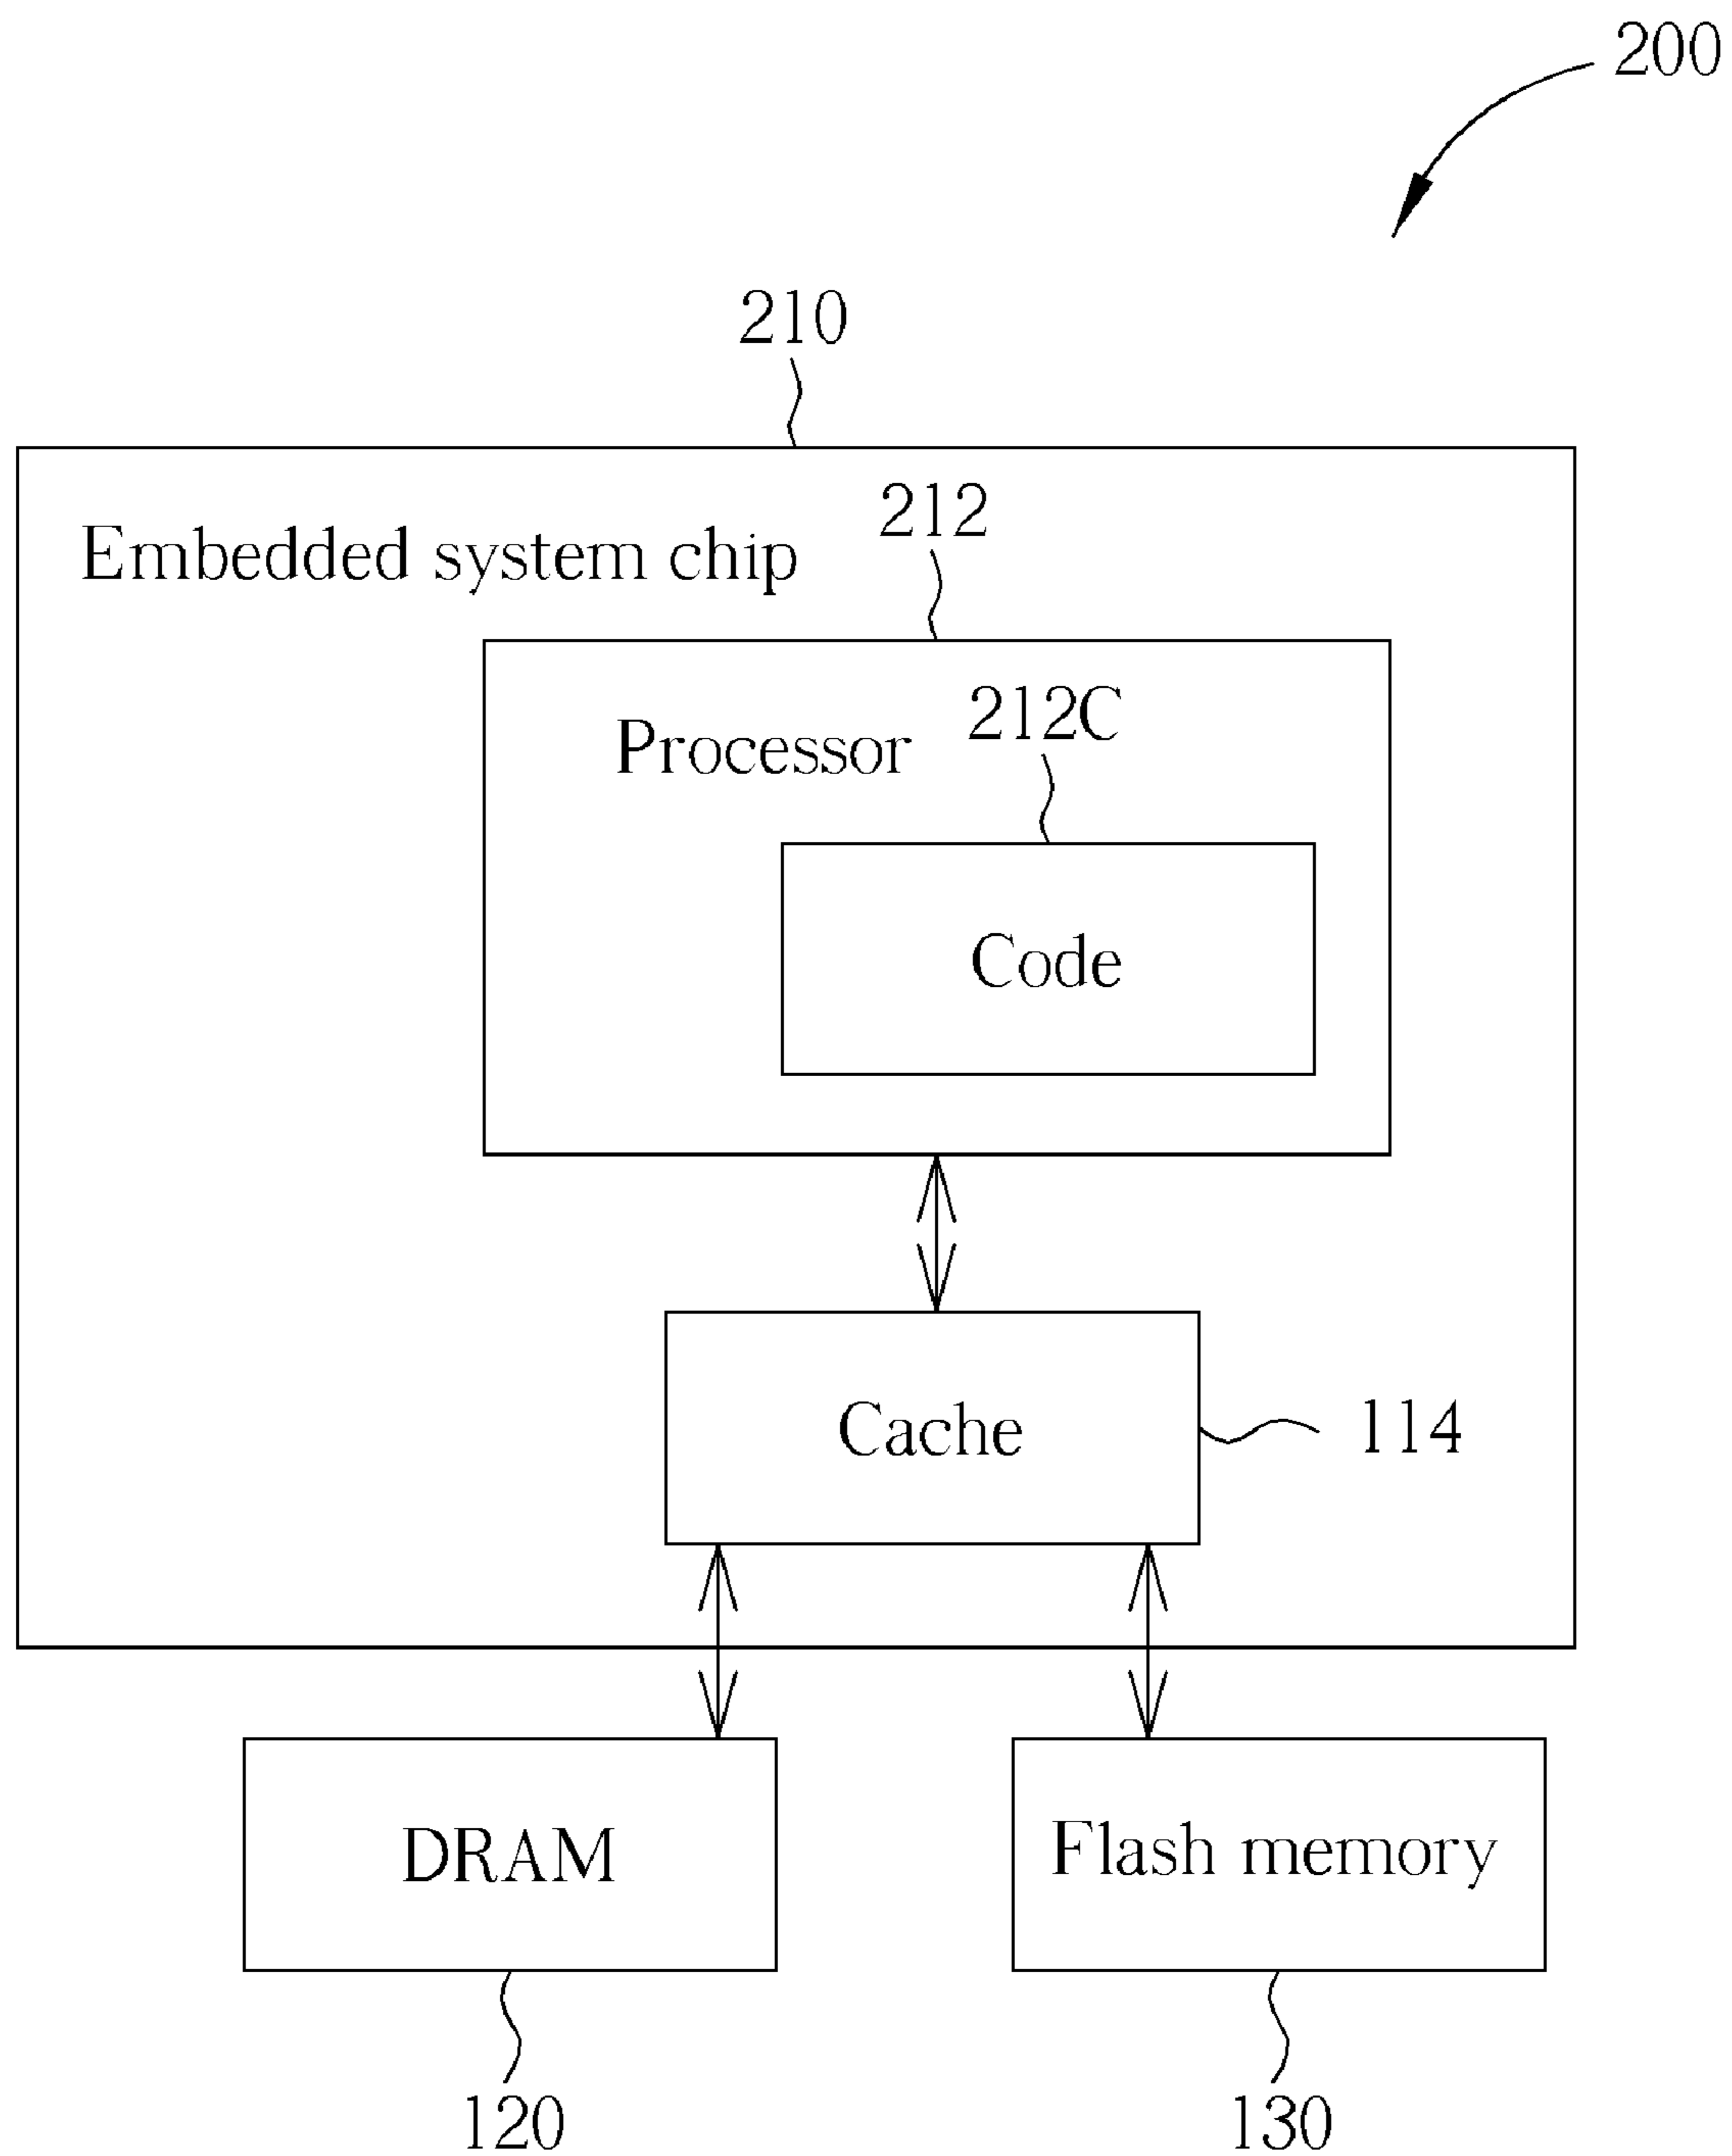 200
210
Embedded system chip
212
Processor
212C
Code
Cache
114
DRAM
Flash memory
120
130